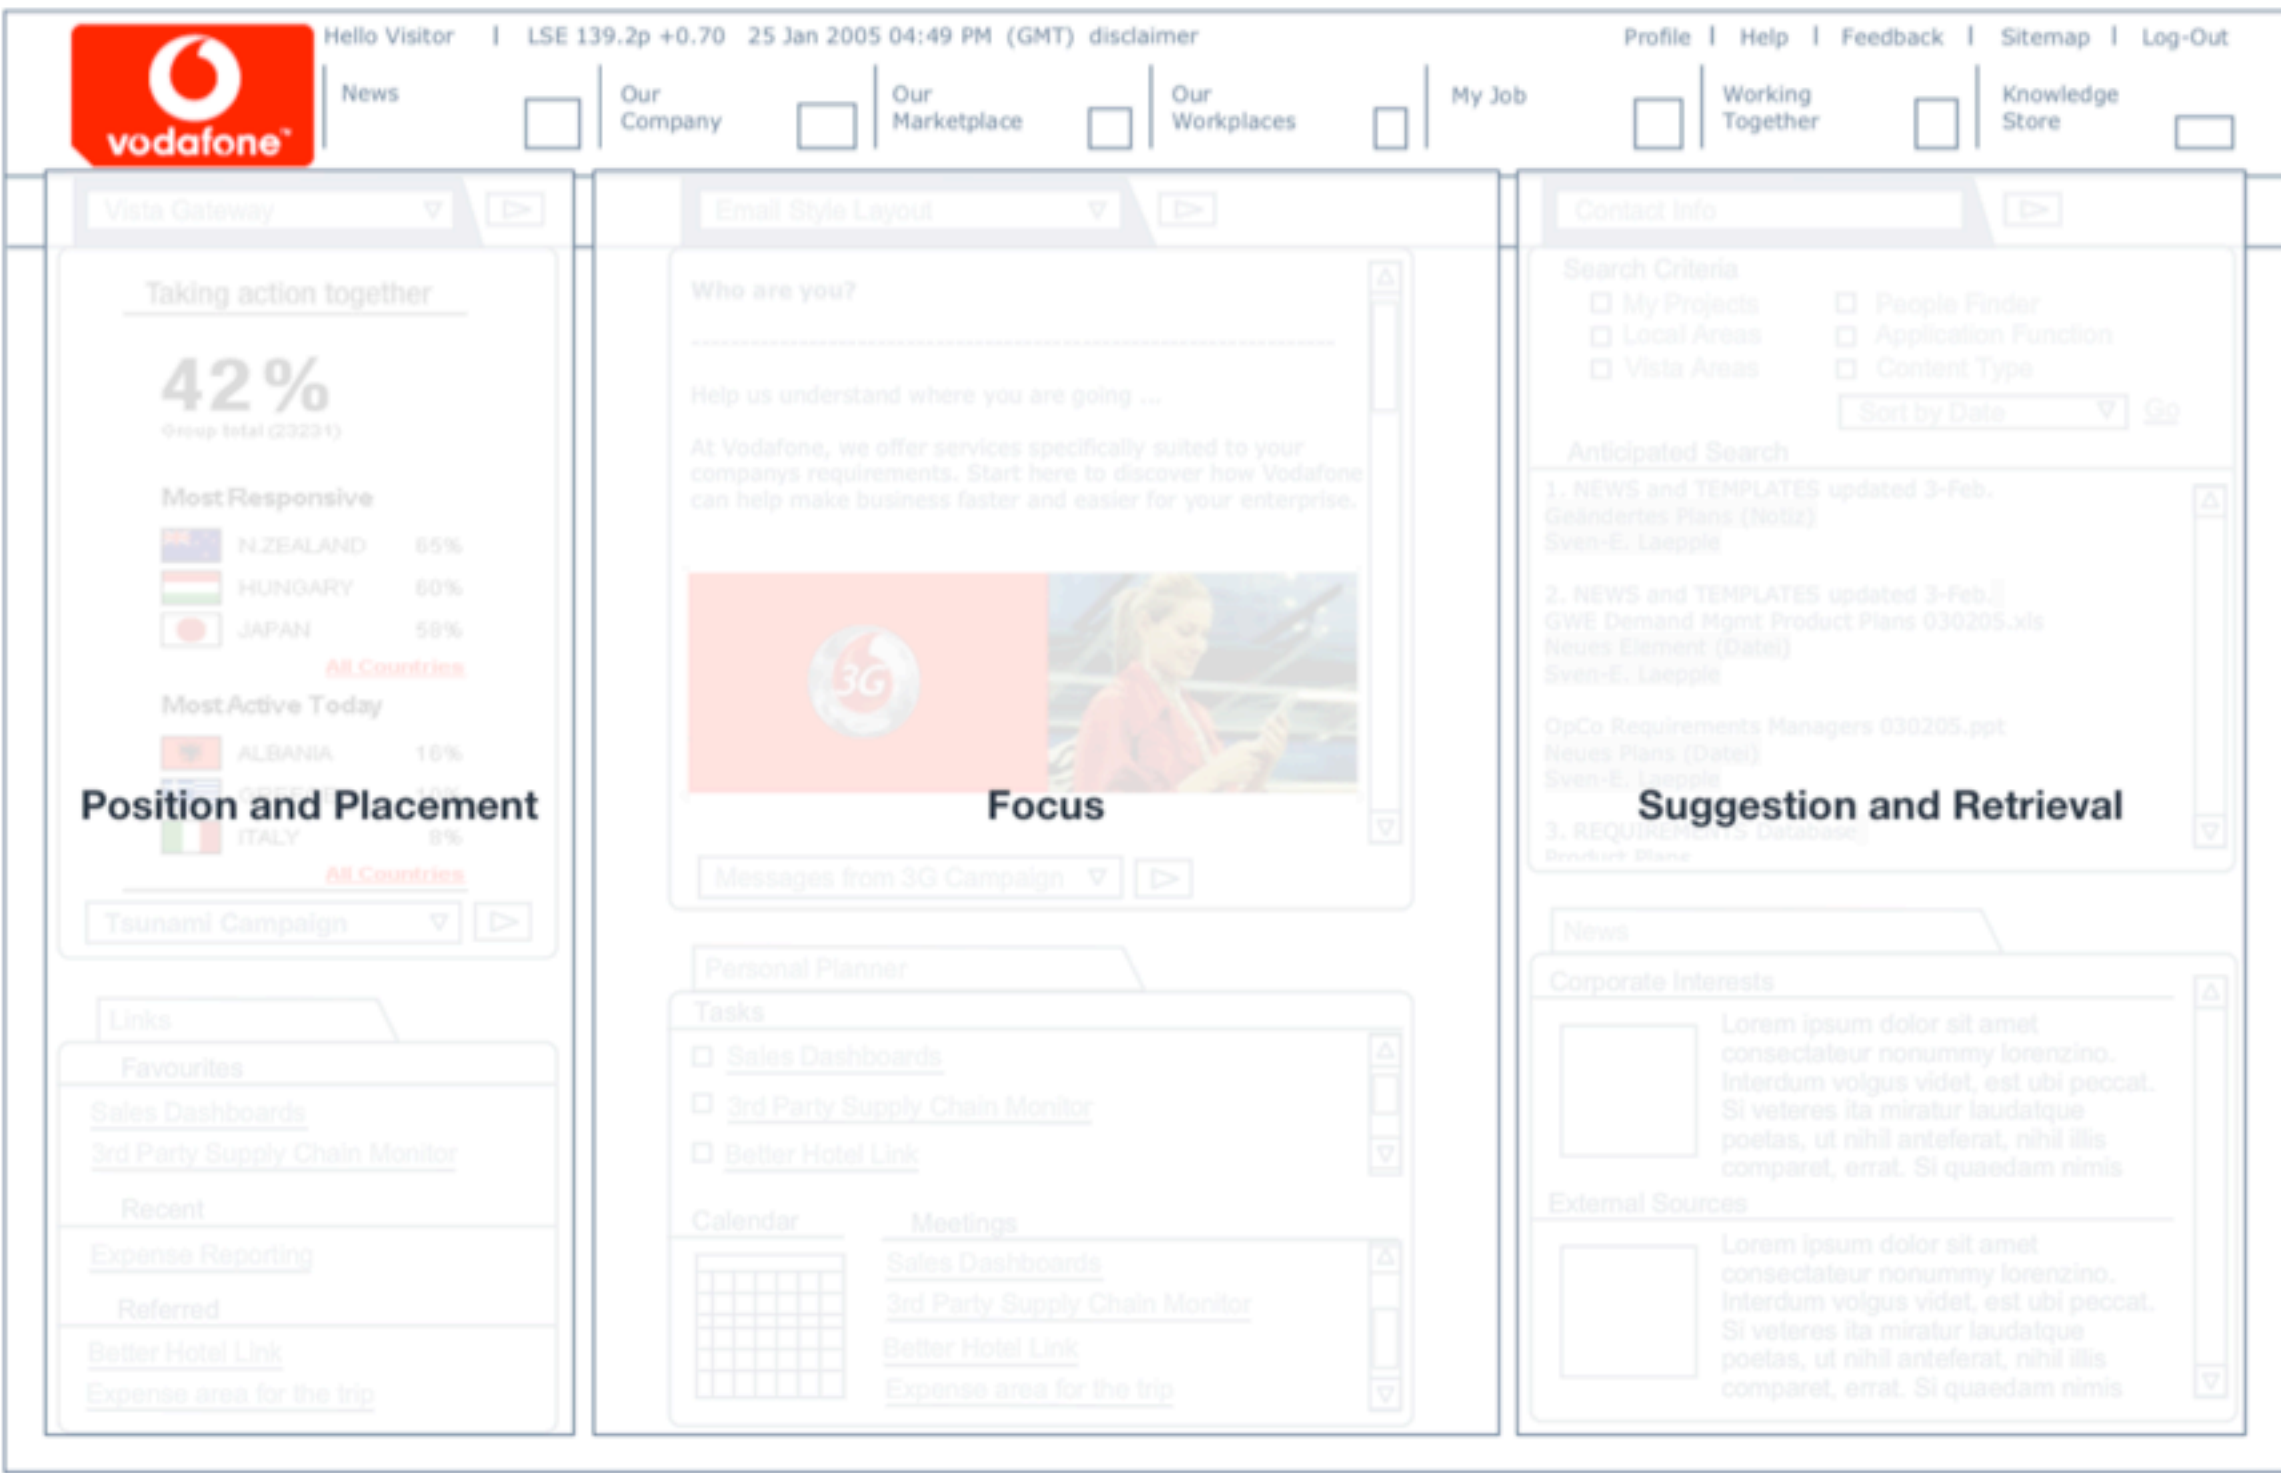 Hello Visitor | LSE 139.2p +0.70 25 Jan 2005 04:49 PM (GMT) disclaimer
Profile | Help | Feedback | Sitemap | Log-Out
vodafone™
News
Our
Company
Our
Marketplace
Our
Workplaces
My Job
Working
Together
Knowledge
Store
Vista Gateway
Taking action together
42%
Group total (23231)
Most Responsive
N.ZEALAND 65%
HUNGARY 60%
JAPAN 58%
All Countries
Most Active Today
ALBANIA 16%
GREECE 10%
Position and Placement
ITALY 8%
All Countries
Tsunami Campaign
Links
Favourites
Sales Dashboards
3rd Party Supply Chain Monitor
Recent
Expense Reporting
Referred
Better Hotel Link
Expense area for the trip
Email Style Layout
Who are you?
Help us understand where you are going ...
At Vodafone, we offer services specifically suited to your
companys requirements. Start here to discover how Vodafone
can help make business faster and easier for your enterprise.
3G
Focus
Messages from 3G Campaign
Personal Planner
Tasks
Sales Dashboards
3rd Party Supply Chain Monitor
Better Hotel Link
Calendar
Meetings
Sales Dashboards
3rd Party Supply Chain Monitor
Better Hotel Link
Expense area for the trip
Contact Info
Search Criteria
My Projects
People Finder
Local Areas
Application Function
Vista Areas
Content Type
Sort by Date
Go
Anticipated Search
1. NEWS and TEMPLATES updated 3-Feb.
Geändertes Plans (Notiz)
Sven-E. Laepple
2. NEWS and TEMPLATES updated 3-Feb.
GWE Demand Mgmt Product Plans 030205.xls
Neues Element (Datei)
Sven-E. Laepple
OpCo Requirements Managers 030205.ppt
Neues Plans (Datei)
Sven-E. Laepple
Suggestion and Retrieval
3. REQUIREMENTS Database
Product Plans
News
Corporate Interests
Lorem ipsum dolor sit amet
consectateur nonummy lorenzino.
Interdum volgus videt, est ubi peccat.
Si veteres ita miratur laudatque
poetas, ut nihil anteferat, nihil illis
comparet, errat. Si quaedam nimis
External Sources
Lorem ipsum dolor sit amet
consectateur nonummy lorenzino.
Interdum volgus videt, est ubi peccat.
Si veteres ita miratur laudatque
poetas, ut nihil anteferat, nihil illis
comparet, errat. Si quaedam nimis